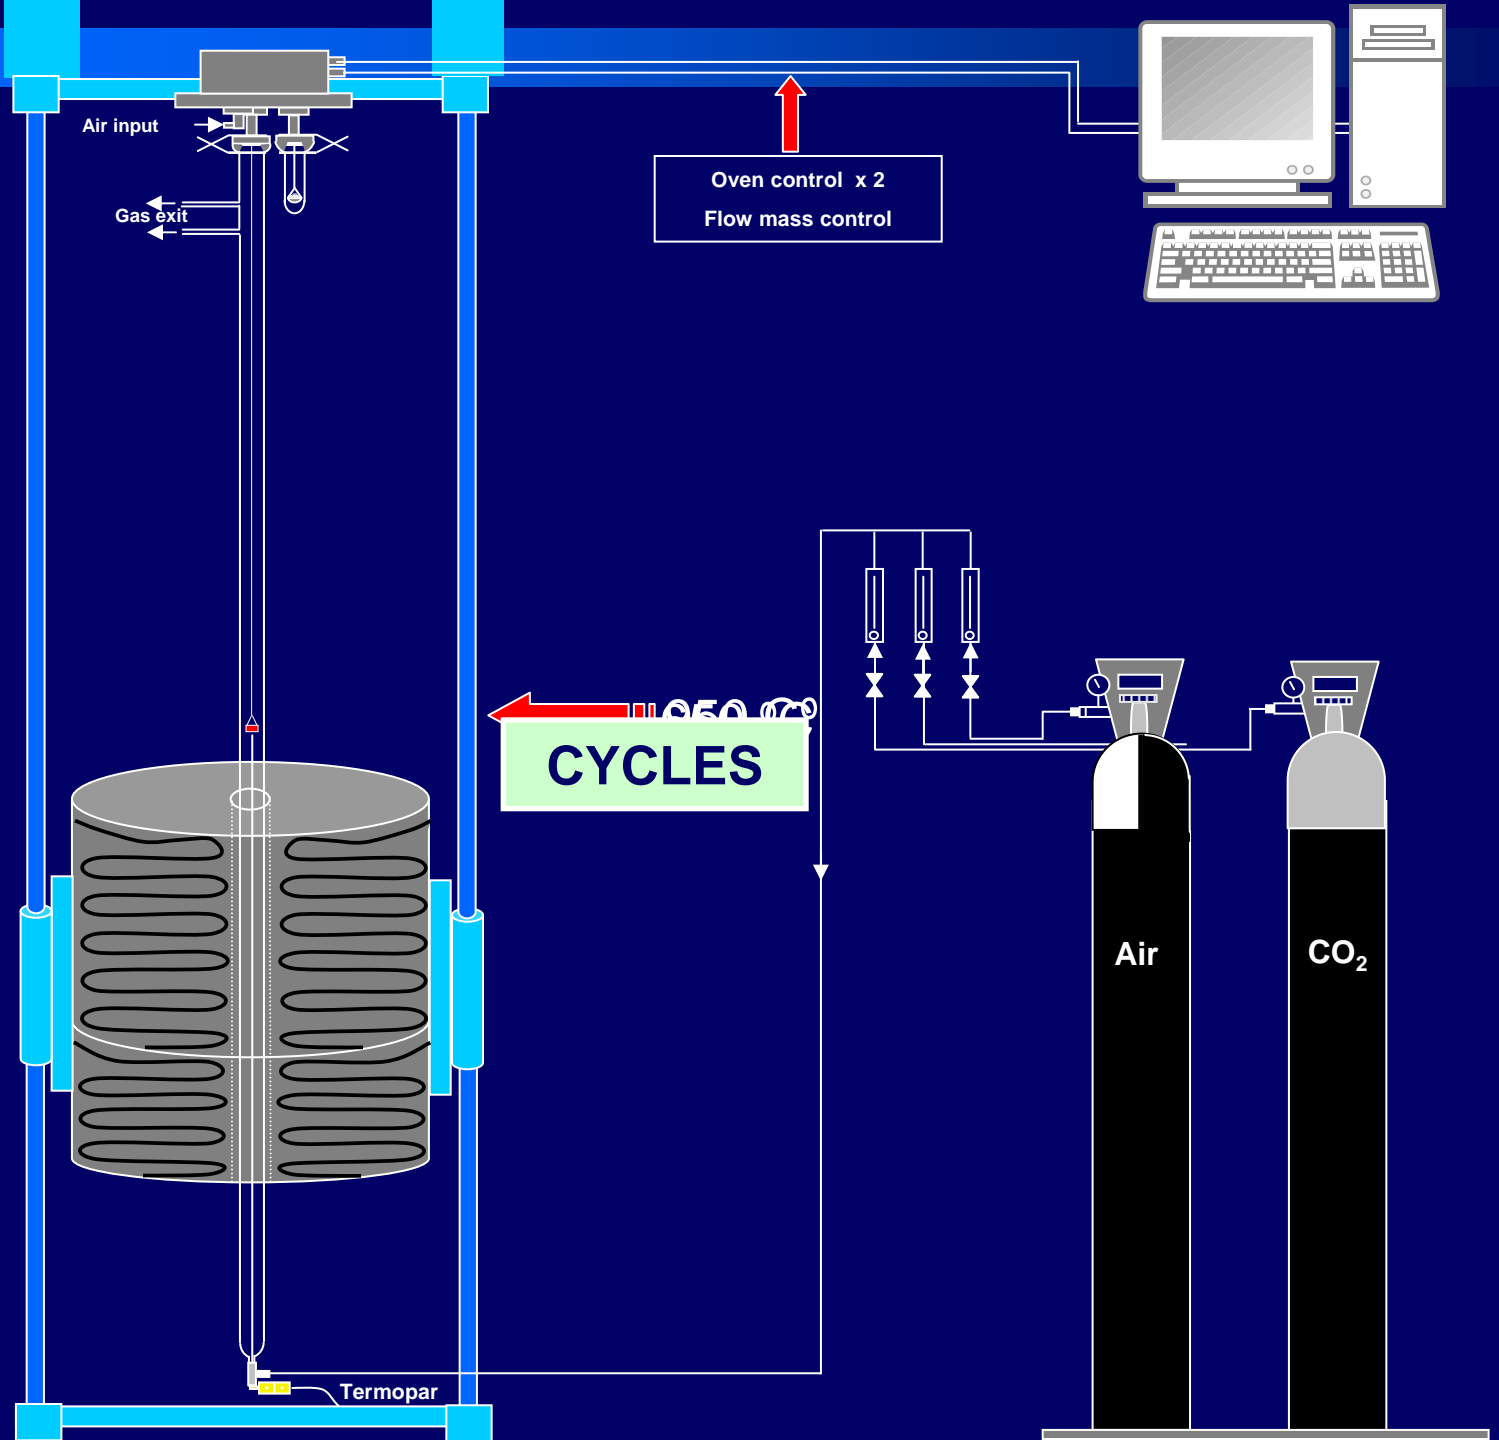 Air input
Gas exit
Oven control x 2
Flow mass control
CYCLES
Air
CO₂
Termopar